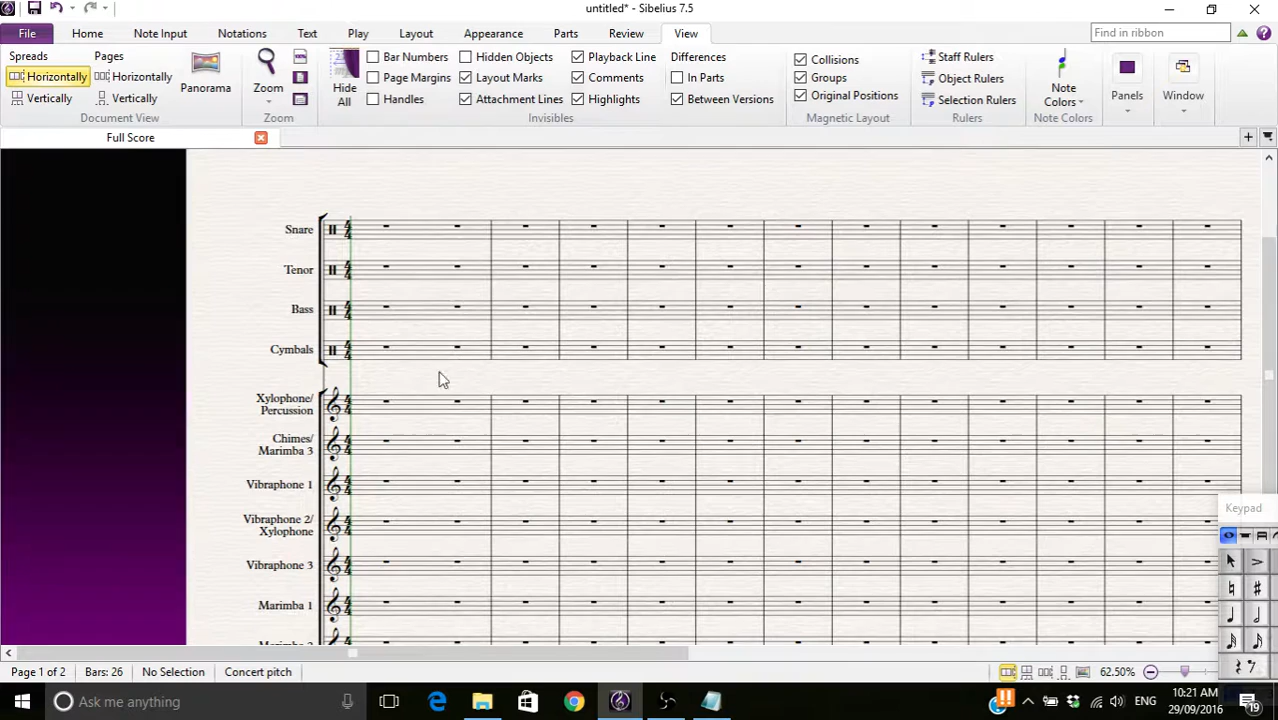 untitled* - Sibelius 7.5
File Home Note Input Notations Text Play Layout Appearance Parts Review View Find in ribbon
Spreads Pages Bar Numbers Hidden Objects Playback Line Differences Collisions Staff Rulers
Horizontally Horizontally Panorama Zoom Hide All Page Margins Layout Marks Comments In Parts Groups Object Rulers Note Colors Panels Window
Vertically Vertically Handles Attachment Lines Highlights Between Versions Original Positions Selection Rulers
Document View Zoom Invisibles Magnetic Layout Rulers Note Colors
Full Score
Snare
Tenor
Bass
Cymbals
Xylophone/
Percussion
Chimes/
Marimba 3
Vibraphone 1
Keypad
Vibraphone 2/
Xylophone
Vibraphone 3
Marimba 1
Page 1 of 2 Bars: 26 No Selection Concert pitch 62.50%
Ask me anything ENG 10:21 AM
29/09/2016 19